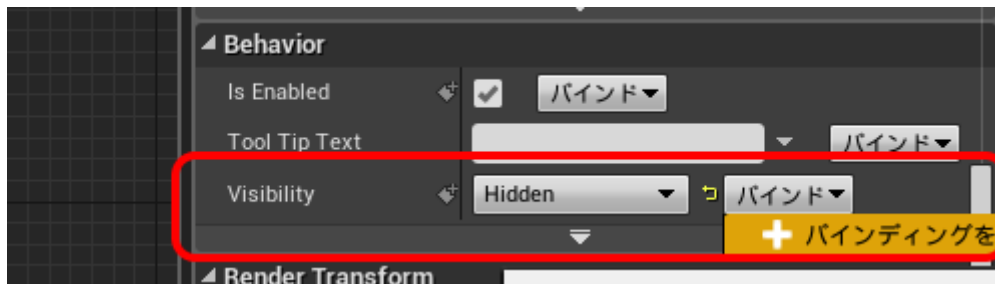 Behavior
Is Enabled バインド
Tool Tip Text バインド
Visibility Hidden バインド
バインディングを
Render Transform